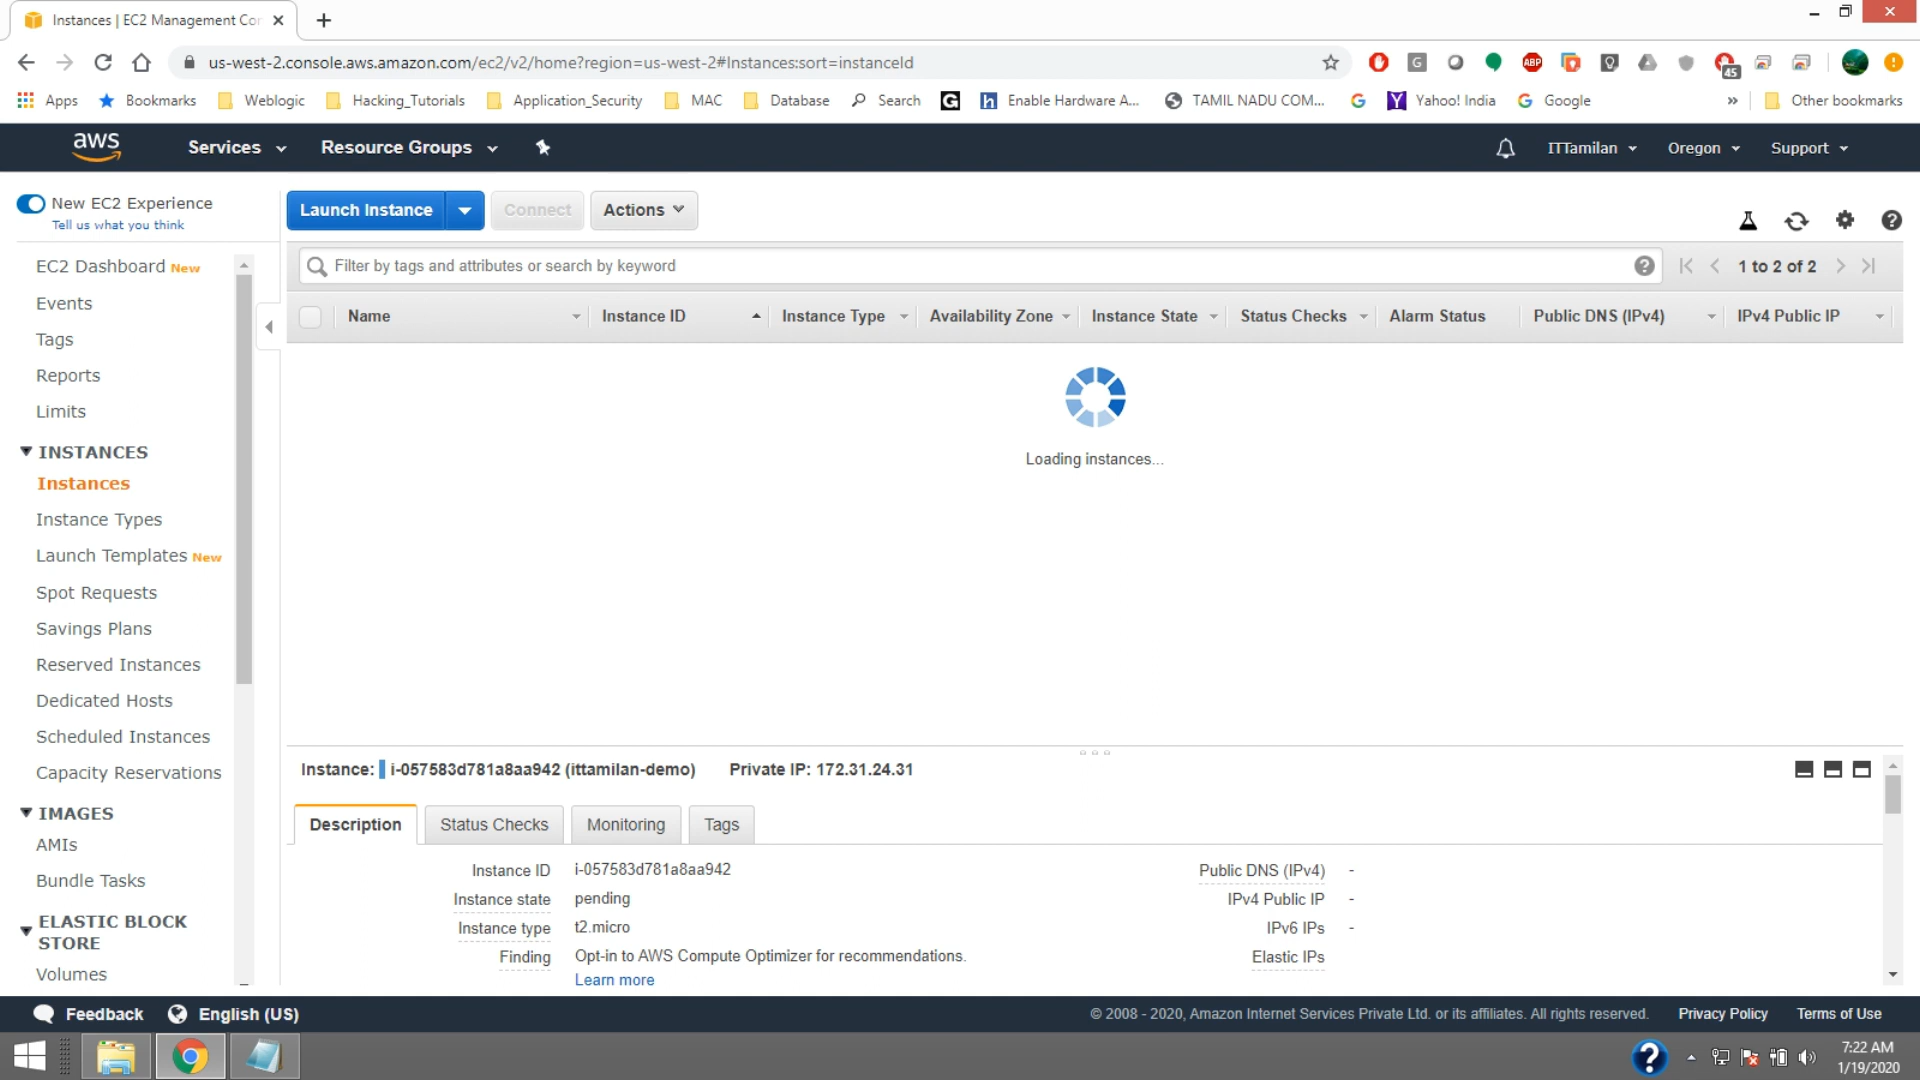 Instances | EC2 Management Cor
us-west-2.console.aws.amazon.com/ec2/v2/home?region=us-west-2#Instances:sort=instanceId
G
ABP
45
Apps Bookmarks Weblogic Hacking_Tutorials Application_Security MAC Database Search G h Enable Hardware A... TAMIL NADU COM... G Y Yahoo! India G Google » Other bookmarks
aws Services Resource Groups ITTamilan Oregon Support
New EC2 Experience
Tell us what you think
Launch Instance Connect Actions
EC2 Dashboard New
Events
Tags
Reports
Limits
INSTANCES
Instances
Instance Types
Launch Templates New
Spot Requests
Savings Plans
Reserved Instances
Dedicated Hosts
Scheduled Instances
Capacity Reservations
IMAGES
AMIs
Bundle Tasks
ELASTIC BLOCK
STORE
Volumes
Filter by tags and attributes or search by keyword
1 to 2 of 2
Name Instance ID Instance Type Availability Zone Instance State Status Checks Alarm Status Public DNS (IPv4) IPv4 Public IP
Loading instances...
Instance: i-057583d781a8aa942 (ittamilan-demo) Private IP: 172.31.24.31
Description Status Checks Monitoring Tags
Instance ID i-057583d781a8aa942
Instance state pending
Instance type t2.micro
Finding Opt-in to AWS Compute Optimizer for recommendations.
Learn more
Public DNS (IPv4) -
IPv4 Public IP -
IPv6 IPs -
Elastic IPs
Feedback English (US) © 2008 - 2020, Amazon Internet Services Private Ltd. or its affiliates. All rights reserved. Privacy Policy Terms of Use
7:22 AM
1/19/2020